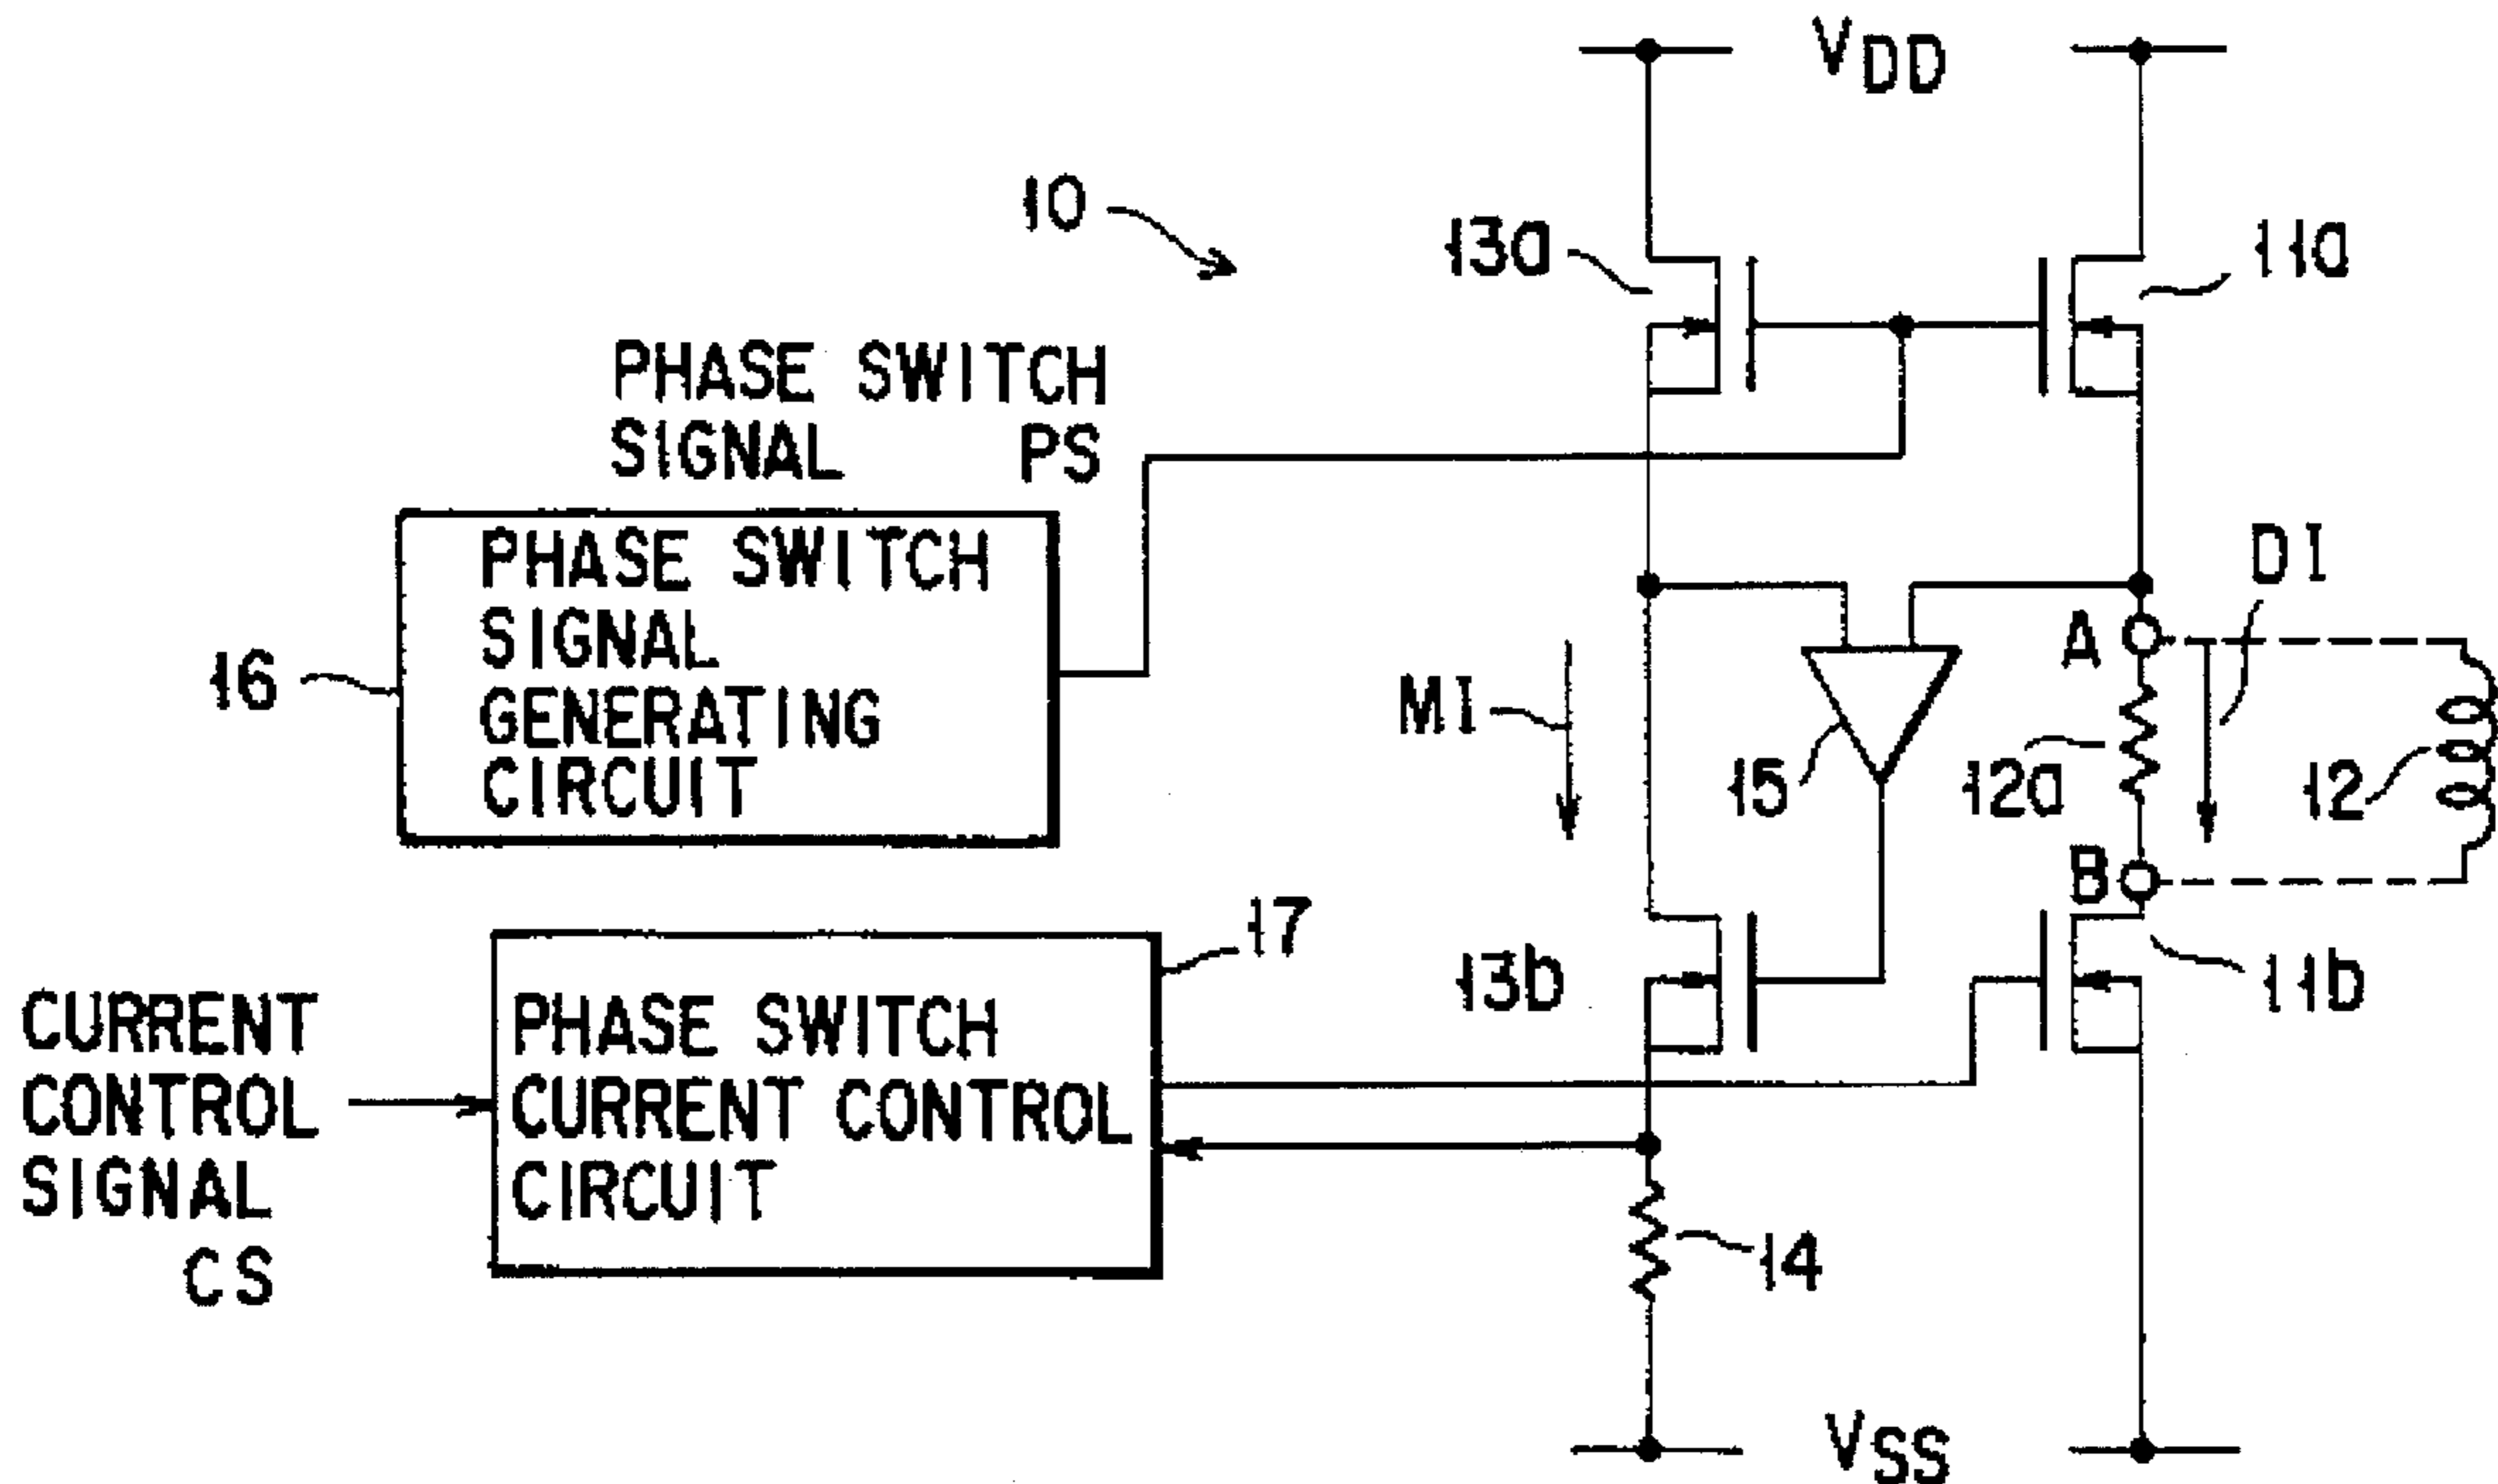 VDD
10
13a
11a
PHASE SWITCH
SIGNAL PS
PHASE SWITCH
SIGNAL
GENERATING
CIRCUIT
16
DI
A
MI
15
12a
12
B
17
13b
11b
CURRENT
CONTROL
SIGNAL
CS
PHASE SWITCH
CURRENT CONTROL
CIRCUIT
14
VSS